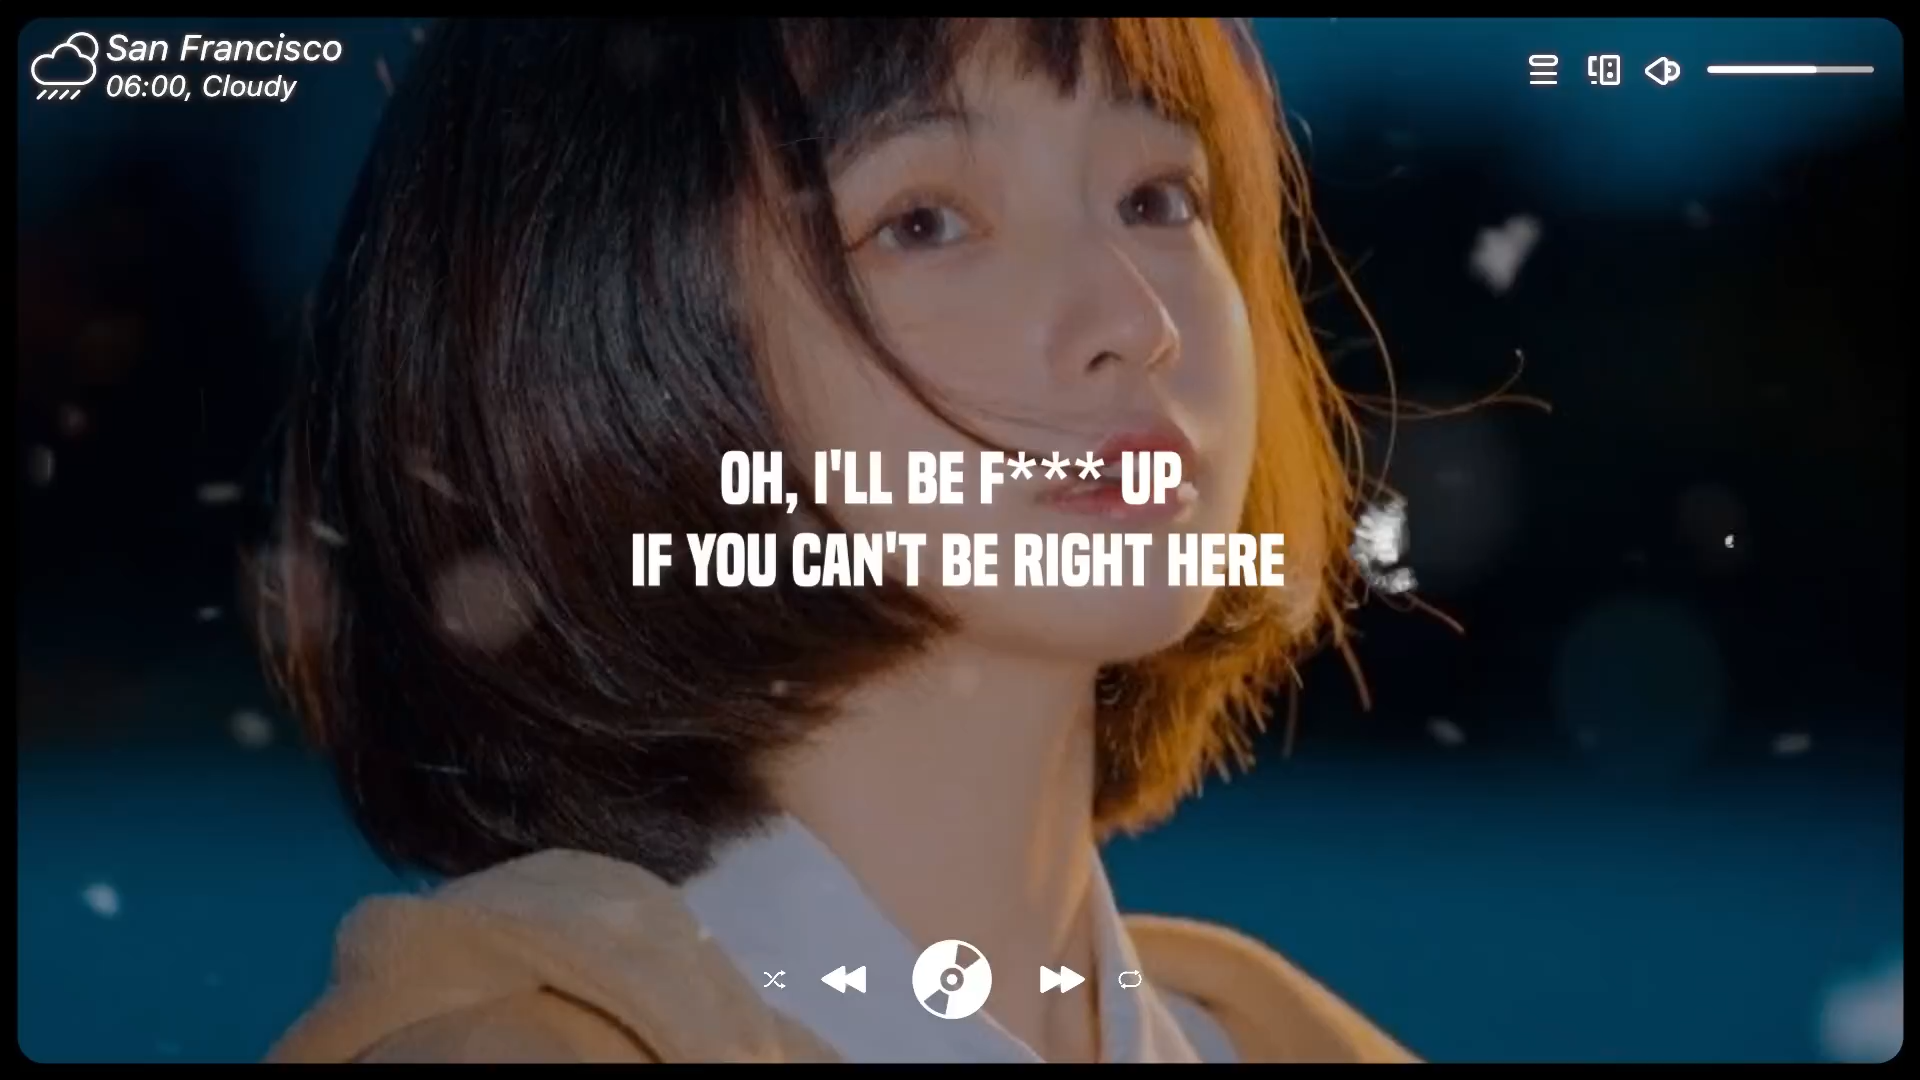 San Francisco
06:00, Cloudy
OH, I'LL BE F*** UP
IF YOU CAN'T BE RIGHT HERE